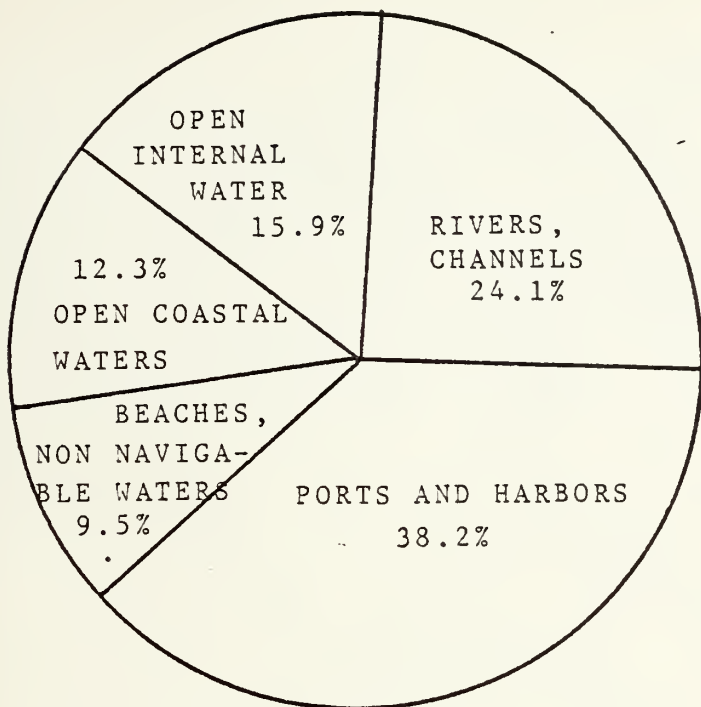 OPEN
INTERNAL
WATER
15.9%
RIVERS,
CHANNELS
24.1%
12.3%
OPEN COASTAL
WATERS
BEACHES,
NON NAVIGA-
BLE WATERS
9.5%
PORTS AND HARBORS
38.2%